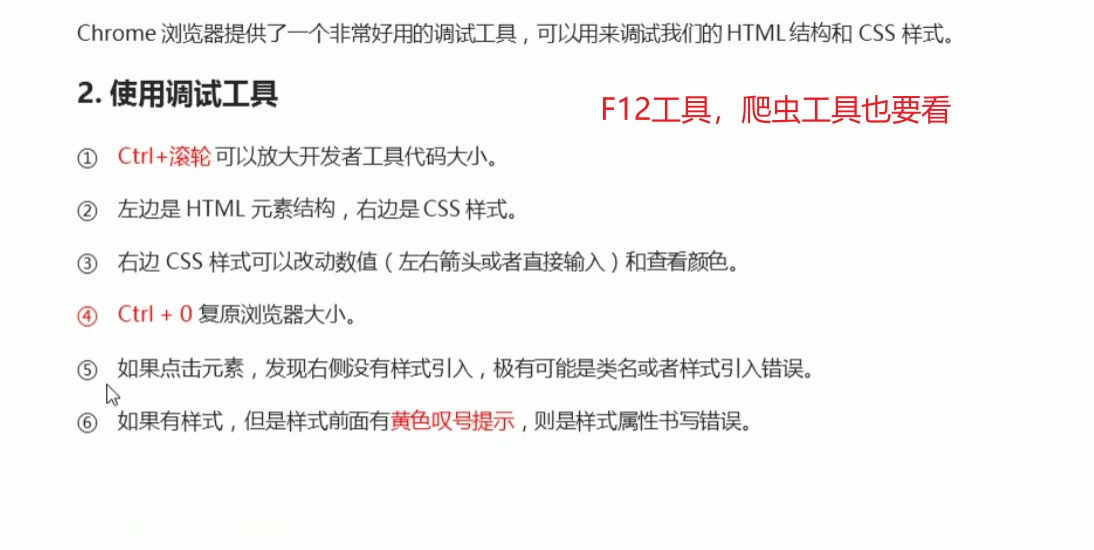 Chrome 浏览器提供了一个非常好用的调试工具，可以用来调试我们的 HTML 结构和 CSS 样式。
2. 使用调试工具
F12工具，爬虫工具也要看
① Ctrl+滚轮 可以放大开发者工具代码大小。
② 左边是 HTML 元素结构，右边是 CSS 样式。
③ 右边 CSS 样式可以改动数值（左右箭头或者直接输入）和查看颜色。
④ Ctrl + 0 复原浏览器大小。
⑤ 如果点击元素，发现右侧没有样式引入，极有可能是类名或者样式引入错误。
⑥ 如果有样式，但是样式前面有黄色叹号提示，则是样式属性书写错误。